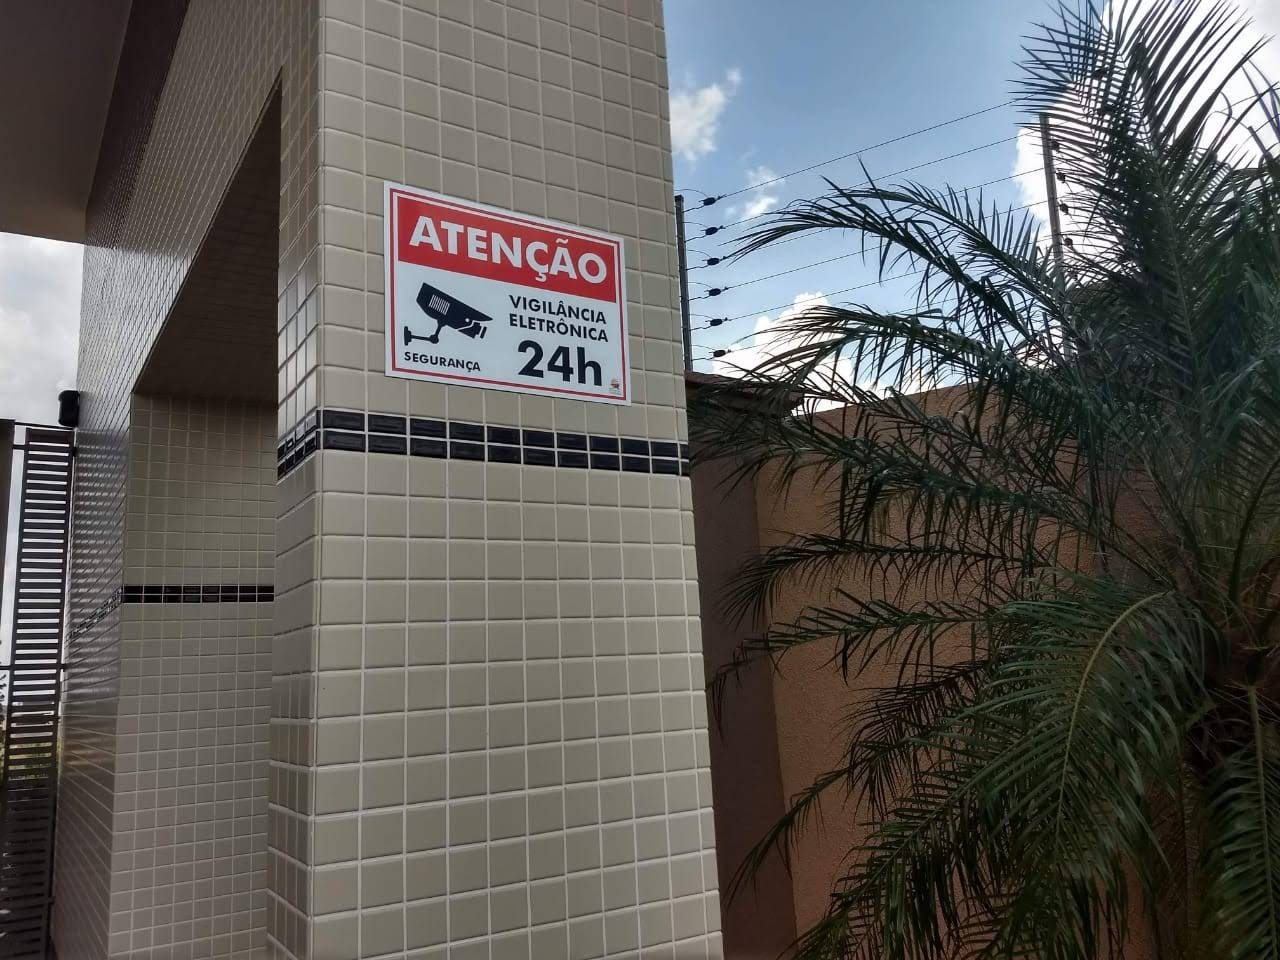 ATENÇÃO
VIGILÂNCIA
ELETRÔNICA
24h
SEGURANÇA